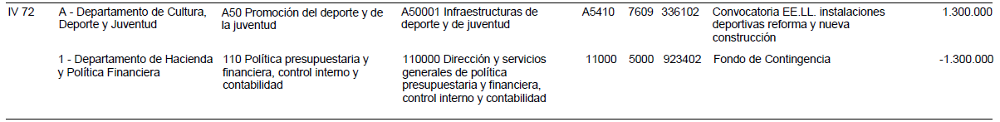 IV 72 A - Departamento de Cultura, A50 Promoción del deporte y de A50001 Infraestructuras de A5410 7609 336102 Convocatoria EE.LL. instalaciones 1.300.000
Deporte y Juventud la juventud deporte y de juventud deportivas reforma y nueva
construcción
1 - Departamento de Hacienda 110 Política presupuestaria y 110000 Dirección y servicios 11000 5000 923402 Fondo de Contingencia -1.300.000
y Política Financiera financiera, control interno y generales de política
contabilidad presupuestaria y financiera,
control interno y contabilidad